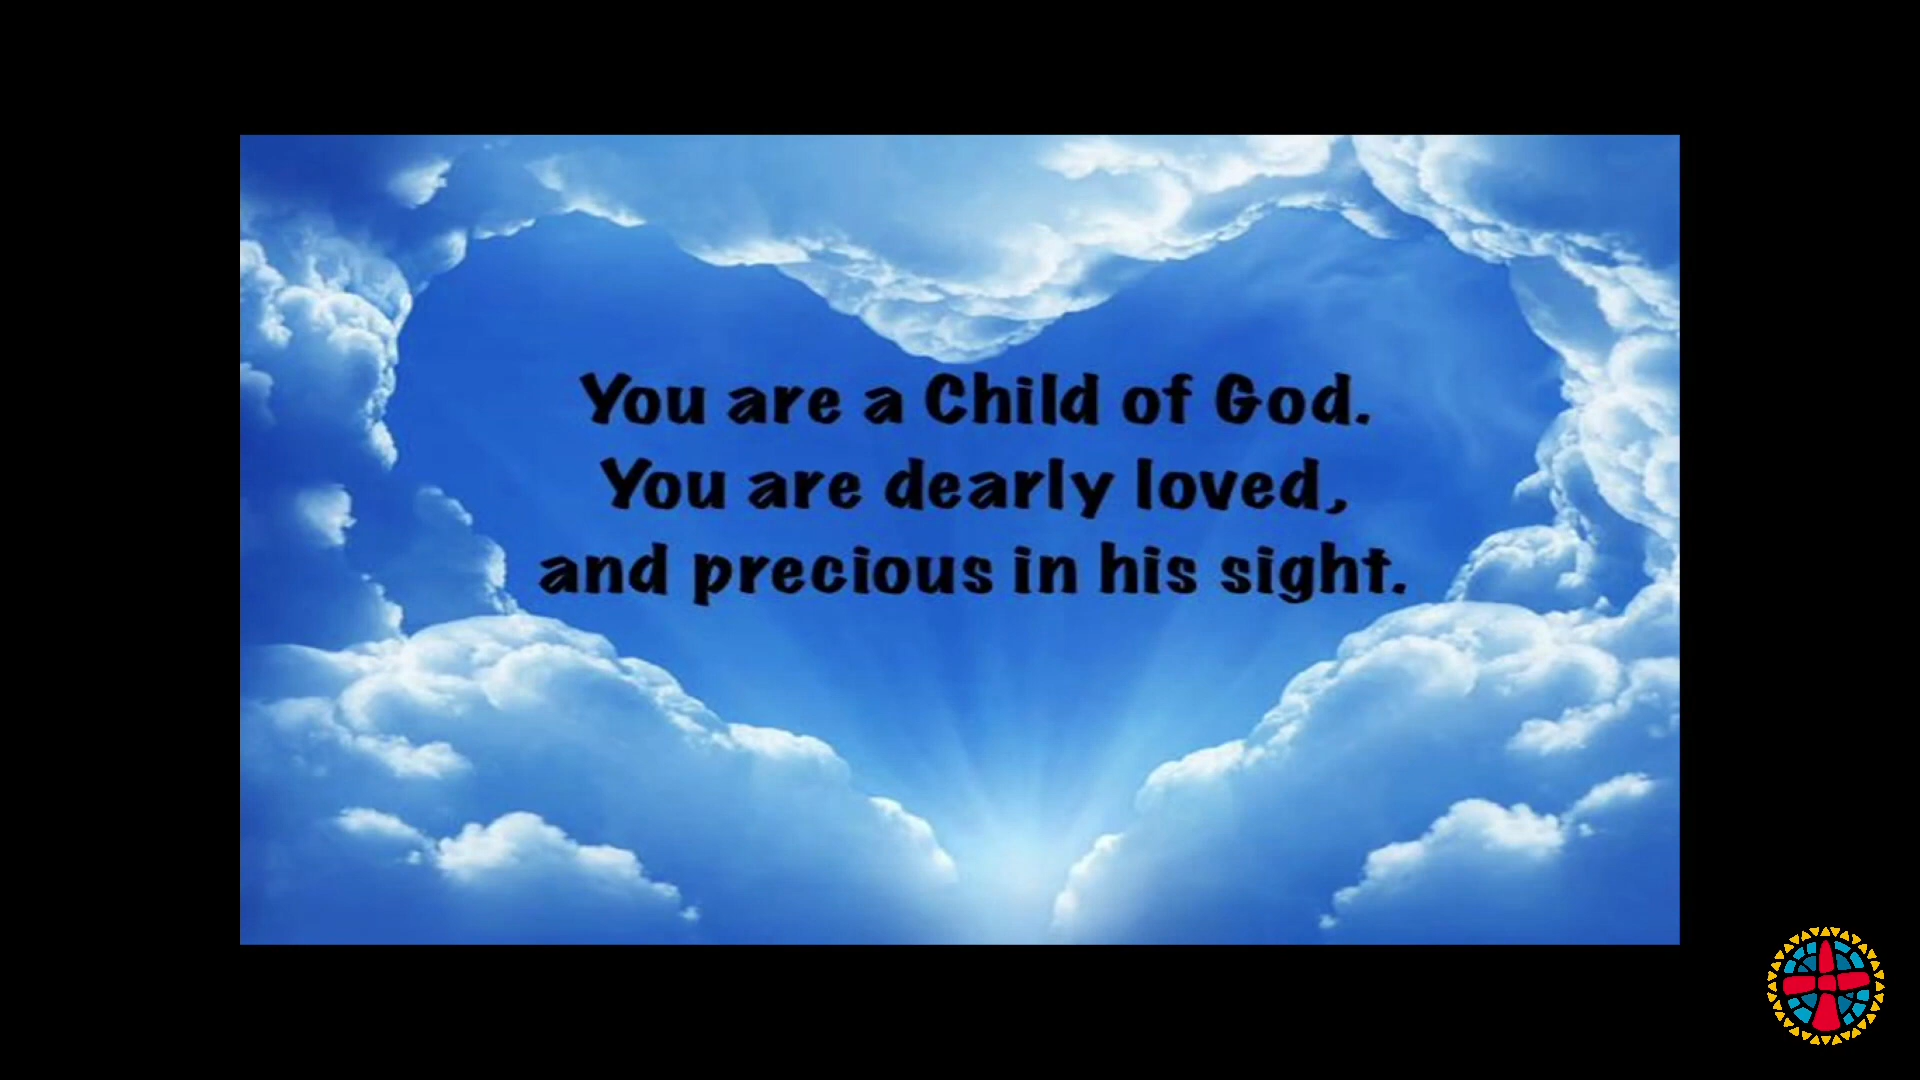 You are a Child of God.
You are dearly loved,
and precious in his sight.